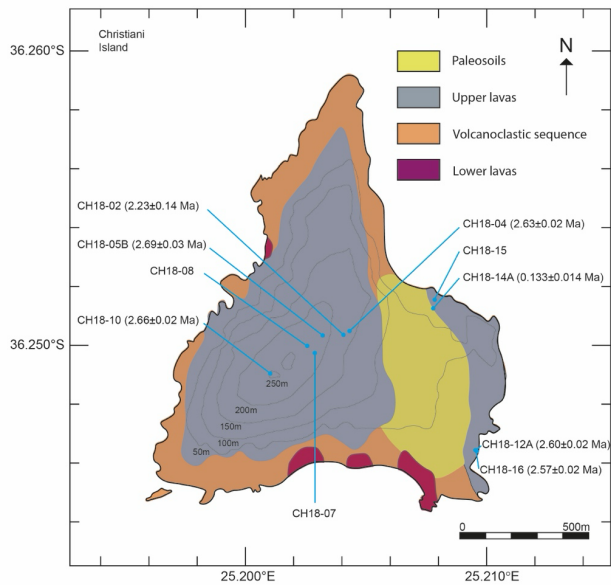 Christiani
Island
36.260°S
N
Paleosoils
Upper lavas
Volcanoclastic sequence
Lower lavas
CH18-02 (2.23±0.14 Ma)
CH18-05B (2.69±0.03 Ma)
CH18-08
CH18-10 (2.66±0.02 Ma)
CH18-04 (2.63±0.02 Ma)
CH18-15
CH18-14A (0.133±0.014 Ma)
36.250°S
250m
200m
150m
100m
50m
CH18-12A (2.60±0.02 Ma)
CH18-16 (2.57±0.02 Ma)
CH18-07
0 500m
25.200°E
25.210°E